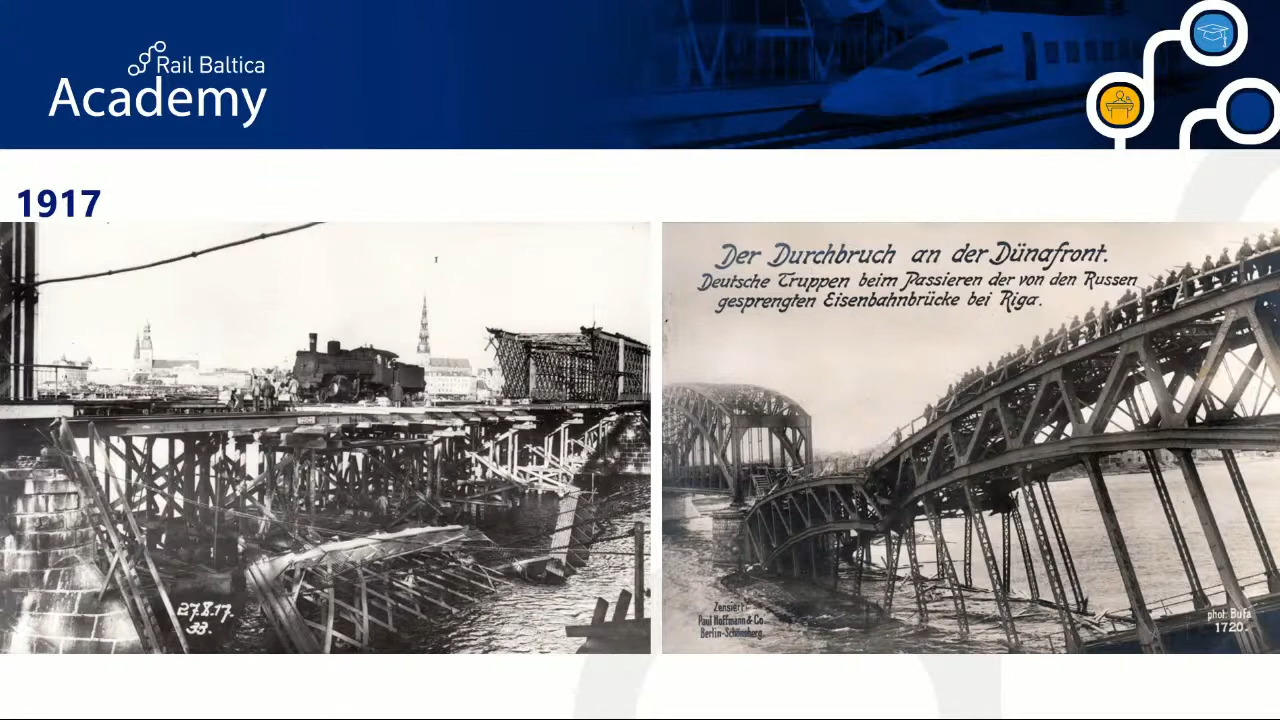 Rail Baltica
Academy
1917
27.8.17.
33.
Der Durchbruch an der Dünafront.
Deutsche Truppen beim Passieren der von den Russen
gesprengten Eisenbahnbrücke bei Riga.
Zensiert:
Paul Hoffmann & Co.
Berlin-Schöneberg.
phot. Bufa
1720.